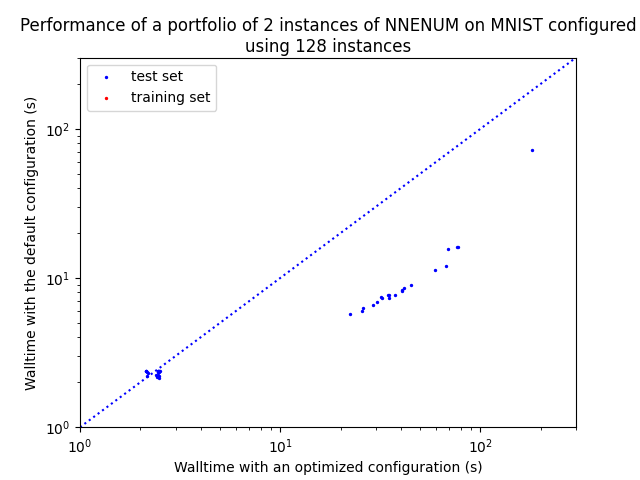 Performance of a portfolio of 2 instances of NNENUM on MNIST configured
using 128 instances
test set
training set
Walltime with the default configuration (s)
10²
10¹
10⁰
10⁰ 10¹ 10²
Walltime with an optimized configuration (s)